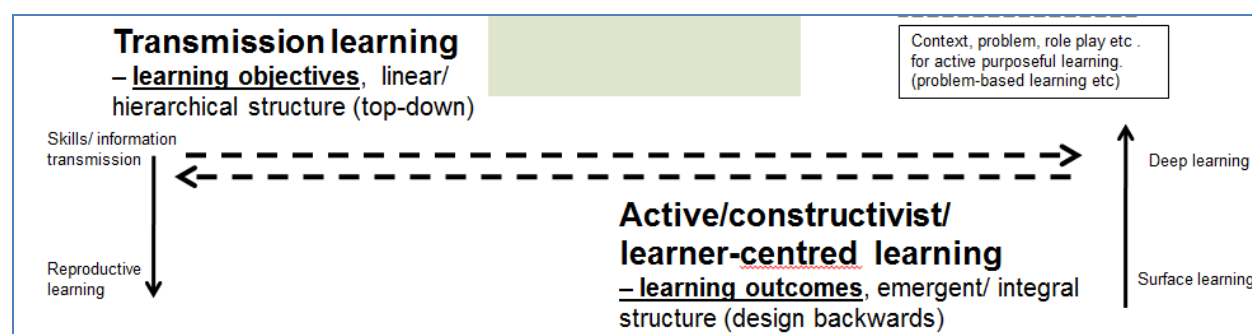 Transmission learning
– learning objectives, linear/
hierarchical structure (top-down)
Context, problem, role play etc .
for active purposeful learning.
(problem-based learning etc)
Skills/ information
transmission
Deep learning
Active/constructivist/
learner-centred learning
– learning outcomes, emergent/ integral
structure (design backwards)
Reproductive
learning
Surface learning